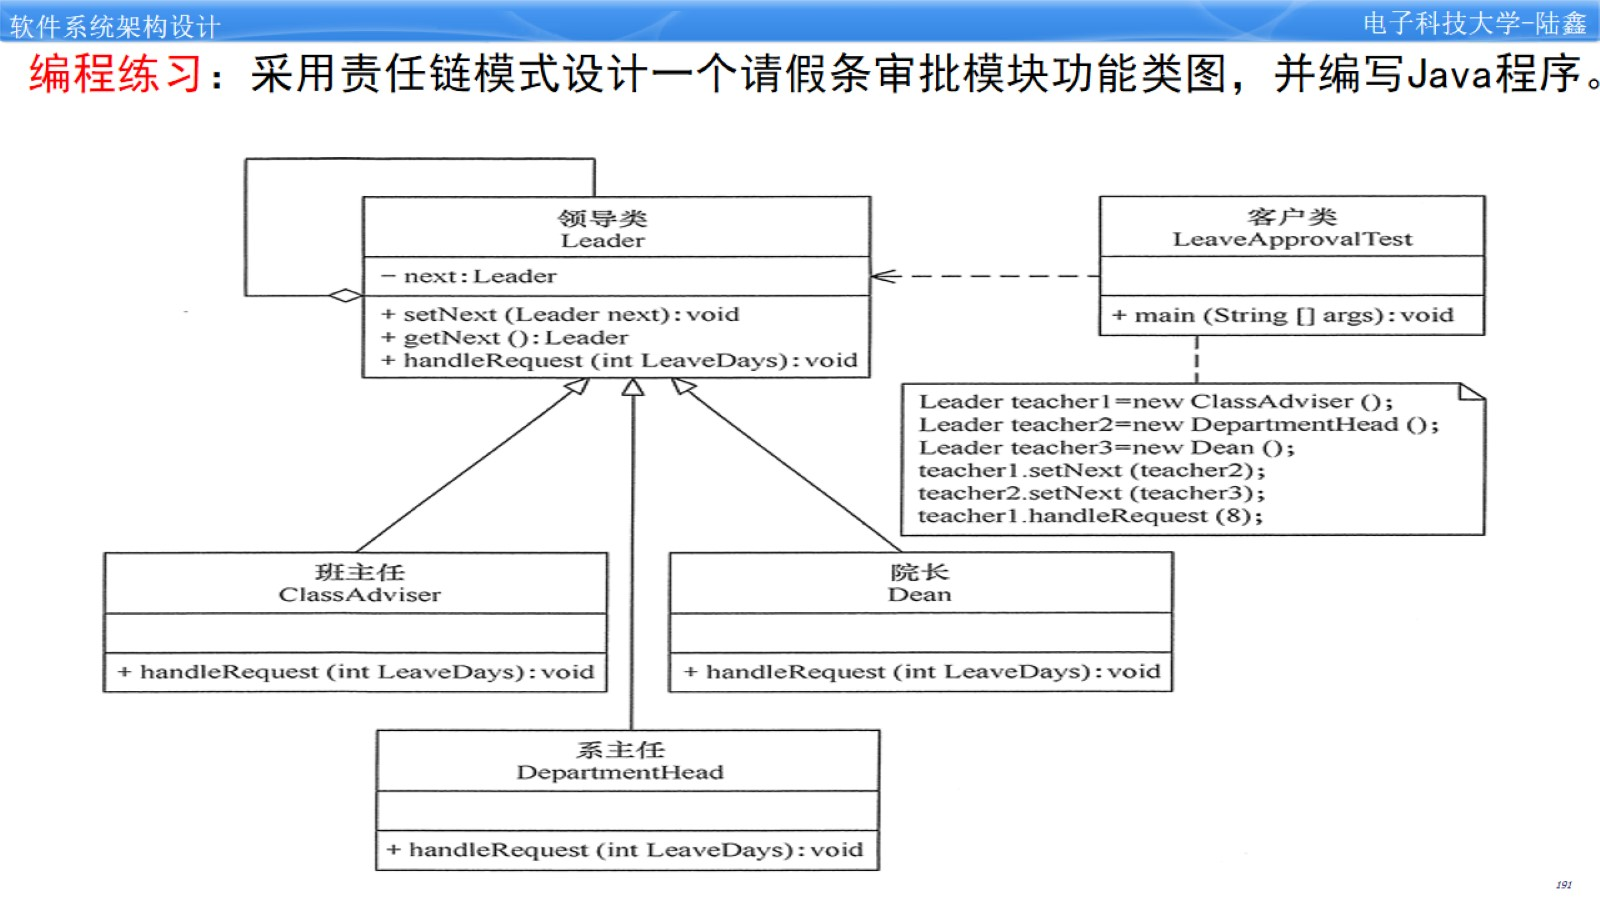 软件系统架构设计
电子科技大学-陆鑫
编程练习：采用责任链模式设计一个请假条审批模块功能类图，并编写Java程序。
领导类
Leader
- next:Leader
+ setNext (Leader next):void
+ getNext ():Leader
+ handleRequest (int LeaveDays):void
客户类
LeaveApprovalTest
+ main (String [] args):void
Leader teacher1=new ClassAdviser ();
Leader teacher2=new DepartmentHead ();
Leader teacher3=new Dean ();
teacher1.setNext (teacher2);
teacher2.setNext (teacher3);
teacher1.handleRequest (8);
班主任
ClassAdviser
+ handleRequest (int LeaveDays):void
院长
Dean
+ handleRequest (int LeaveDays):void
系主任
DepartmentHead
+ handleRequest (int LeaveDays):void
191